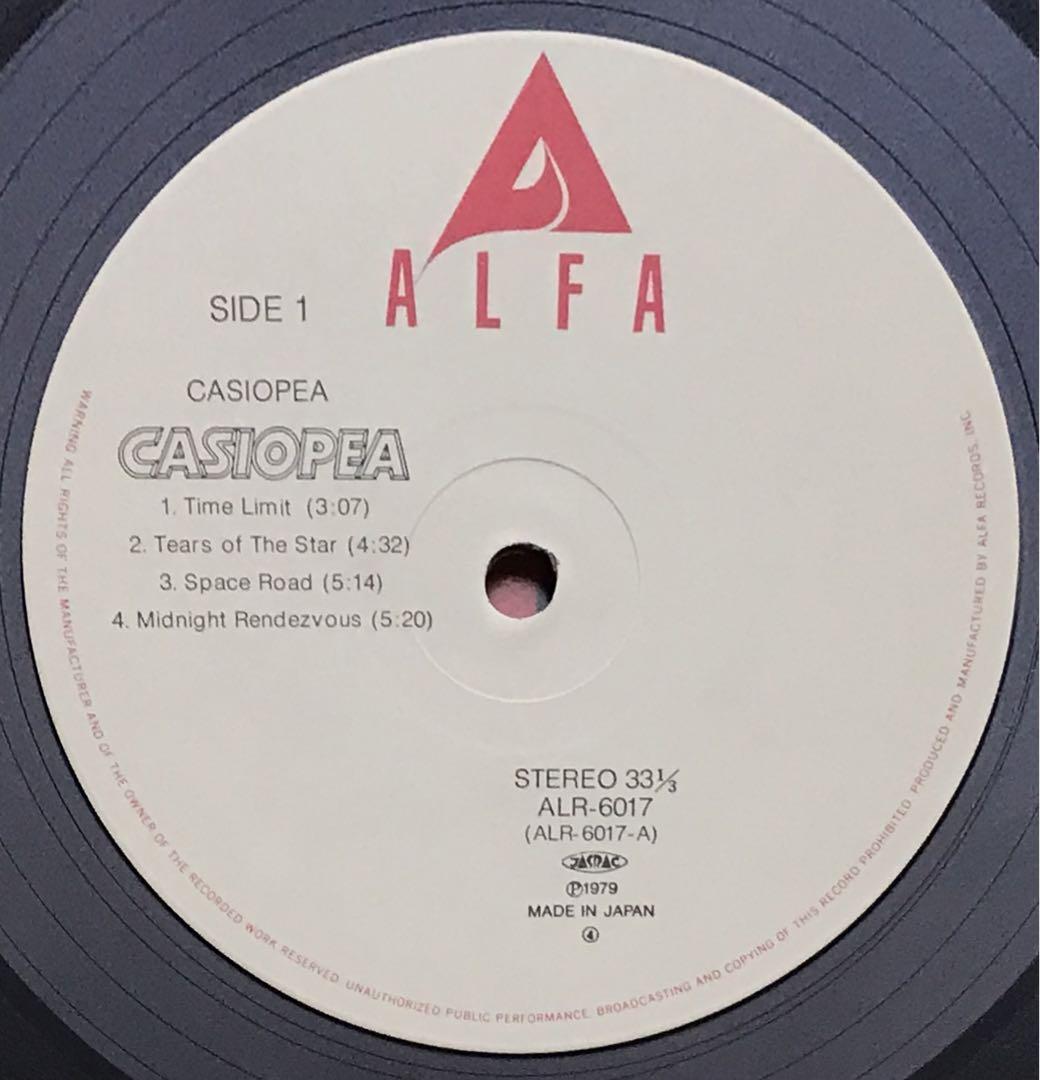 ALFA
SIDE 1
CASIOPEA
CASIOPEA
1. Time Limit (3:07)
2. Tears of The Star (4:32)
3. Space Road (5:14)
4. Midnight Rendezvous (5:20)
STEREO 33⅓
ALR-6017
(ALR-6017-A)
JASRAC
Ⓟ1979
MADE IN JAPAN
④
WARNING ALL RIGHTS OF THE MANUFACTURER AND OF THE OWNER OF THE RECORDED WORK RESERVED. UNAUTHORIZED PUBLIC PERFORMANCE. BROADCASTING AND COPYING OF THIS RECORD PROHIBITED. PRODUCED AND MANUFACTURED BY ALFA RECORDS, INC